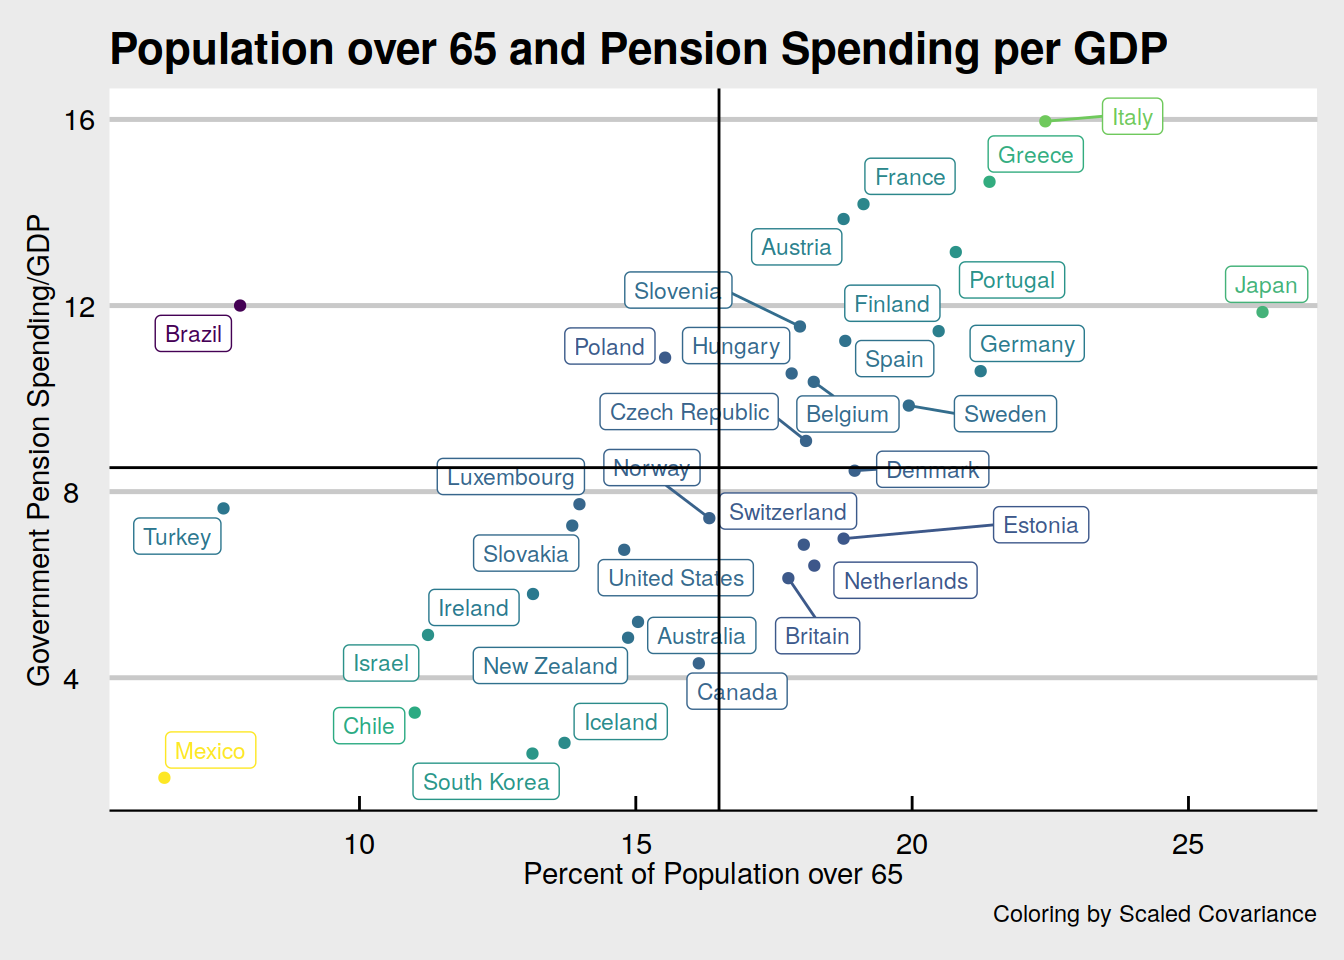 Population over 65 and Pension Spending per GDP
Government Pension Spending/GDP
16
12
8
4
Italy
Greece
France
Austria
Portugal
Japan
Slovenia
Finland
Brazil
Poland
Hungary
Spain
Germany
Czech Republic
Belgium
Sweden
Luxembourg
Norway
Denmark
Turkey
Switzerland
Estonia
Slovakia
United States
Netherlands
Ireland
Australia
Britain
Israel
New Zealand
Canada
Chile
Iceland
Mexico
South Korea
10
15
20
25
Percent of Population over 65
Coloring by Scaled Covariance